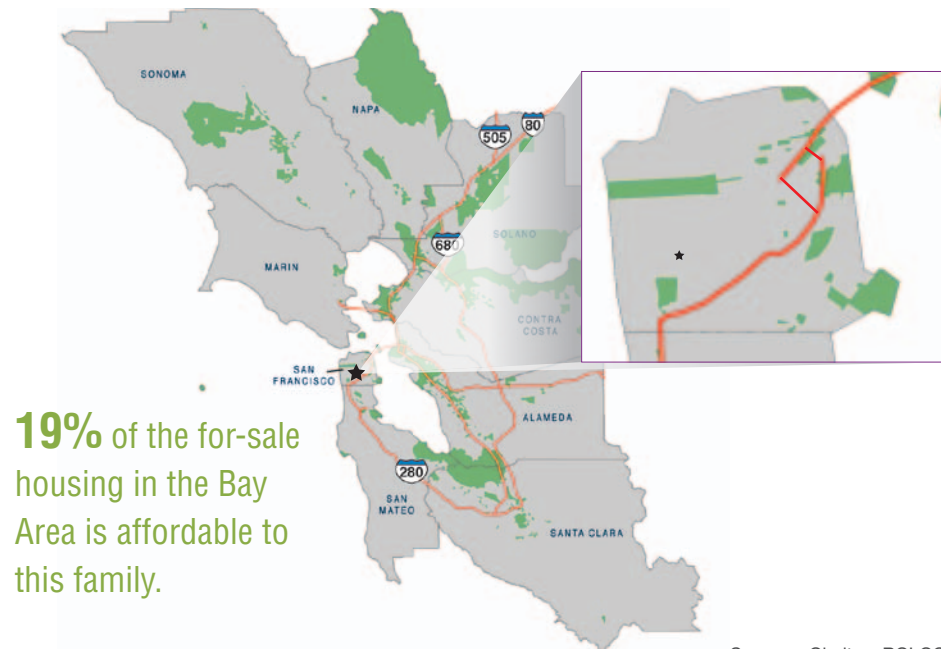 SONOMA
NAPA
505
80
SOLANO
680
MARIN
CONTRA
COSTA
SAN
FRANCISCO
ALAMEDA
19% of the for-sale
housing in the Bay
Area is affordable to
this family.
280
SAN
MATEO
SANTA CLARA